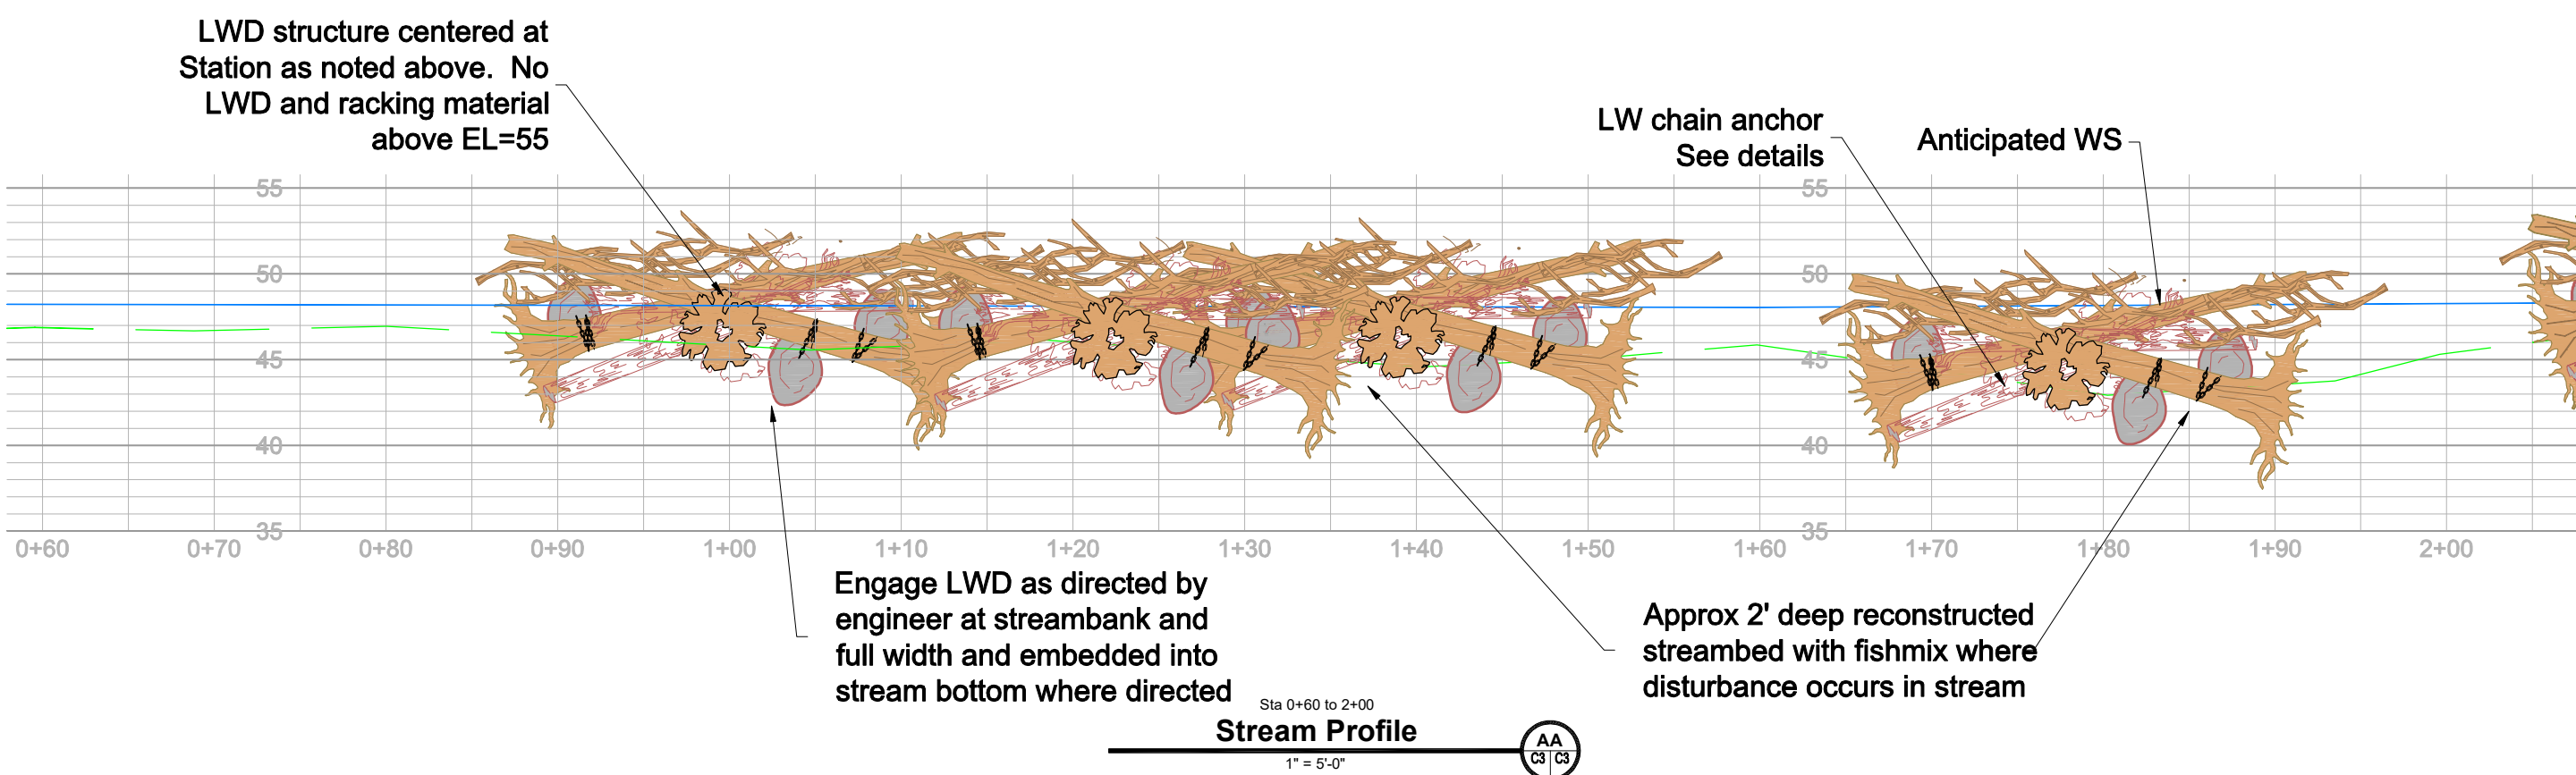 LWD structure centered at
Station as noted above. No
LWD and racking material
above EL=55
LW chain anchor
See details
Anticipated WS
55
55
50
50
45
45
40
40
35
35
0+60 0+70 0+80 0+90 1+00 1+10 1+20 1+30 1+40 1+50 1+60 1+70 1+80 1+90 2+00
Engage LWD as directed by
engineer at streambank and
full width and embedded into
stream bottom where directed
Approx 2' deep reconstructed
streambed with fishmix where
disturbance occurs in stream
Sta 0+60 to 2+00
Stream Profile
1" = 5'-0"
AA
C3 C3